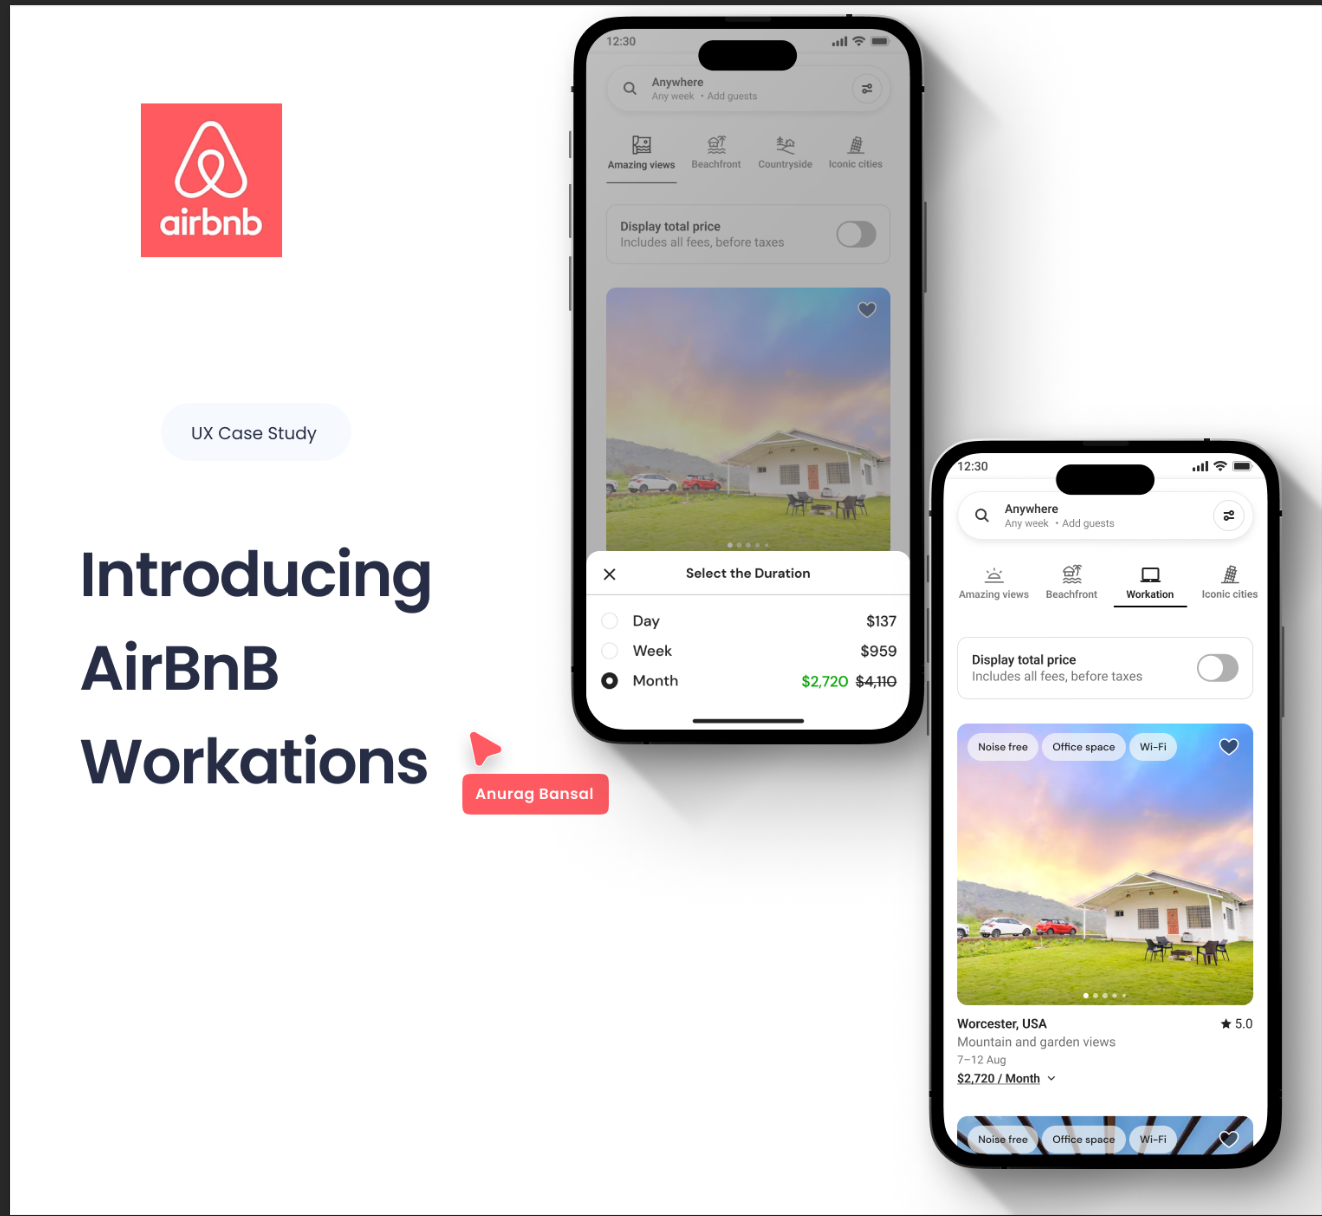 airbnb
UX Case Study
Introducing
AirBnB
Workations
Anurag Bansal
12:30
Anywhere
Any week • Add guests
Amazing views Beachfront Countryside Iconic cities
Display total price
Includes all fees, before taxes
Select the Duration
Day $137
Week $959
Month $2,720 $4,110
12:30
Anywhere
Any week • Add guests
Amazing views Beachfront Workation Iconic cities
Display total price
Includes all fees, before taxes
Noise free Office space Wi-Fi
Worcester, USA 5.0
Mountain and garden views
7–12 Aug
$2,720 / Month
Noise free Office space Wi-Fi